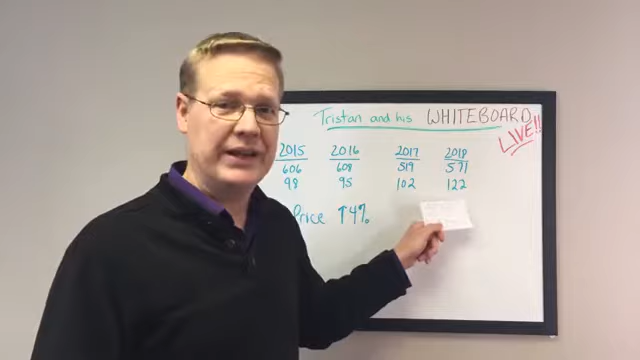 Tristan and his WHITEBOARD
LIVE!!
2015 2016 2017 2018
606 608 519 571
98 95 102 122
Price ↑4%